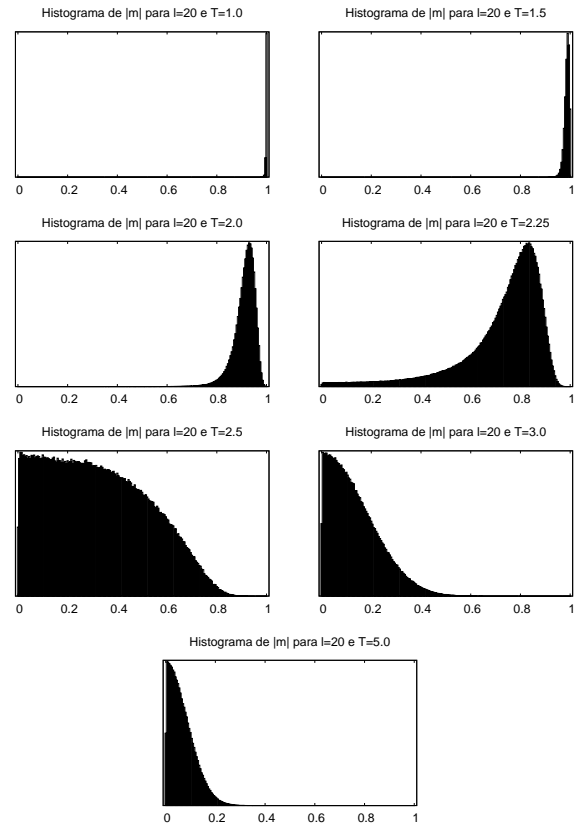 Histograma de |m| para l=20 e T=1.0
0 0.2 0.4 0.6 0.8 1
Histograma de |m| para l=20 e T=1.5
0 0.2 0.4 0.6 0.8 1
Histograma de |m| para l=20 e T=2.0
0 0.2 0.4 0.6 0.8 1
Histograma de |m| para l=20 e T=2.25
0 0.2 0.4 0.6 0.8 1
Histograma de |m| para l=20 e T=2.5
0 0.2 0.4 0.6 0.8 1
Histograma de |m| para l=20 e T=3.0
0 0.2 0.4 0.6 0.8 1
Histograma de |m| para l=20 e T=5.0
0 0.2 0.4 0.6 0.8 1